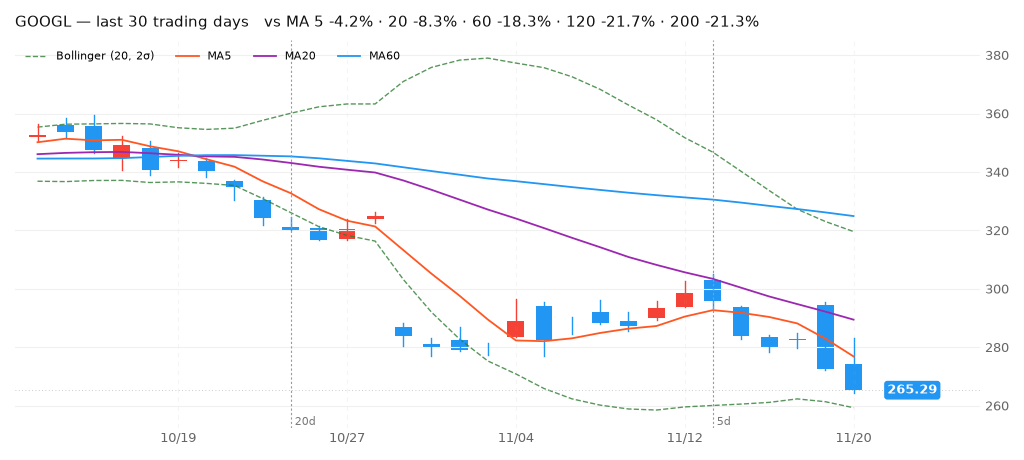 GOOGL — last 30 trading days   vs MA 5 -4.2% · 20 -8.3% · 60 -18.3% · 120 -21.7% · 200 -21.3%
Bollinger (20, 2σ)   MA5   MA20   MA60
380
360
340
320
300
280
265.29
260
20d   5d
10/19   10/27   11/04   11/12   11/20